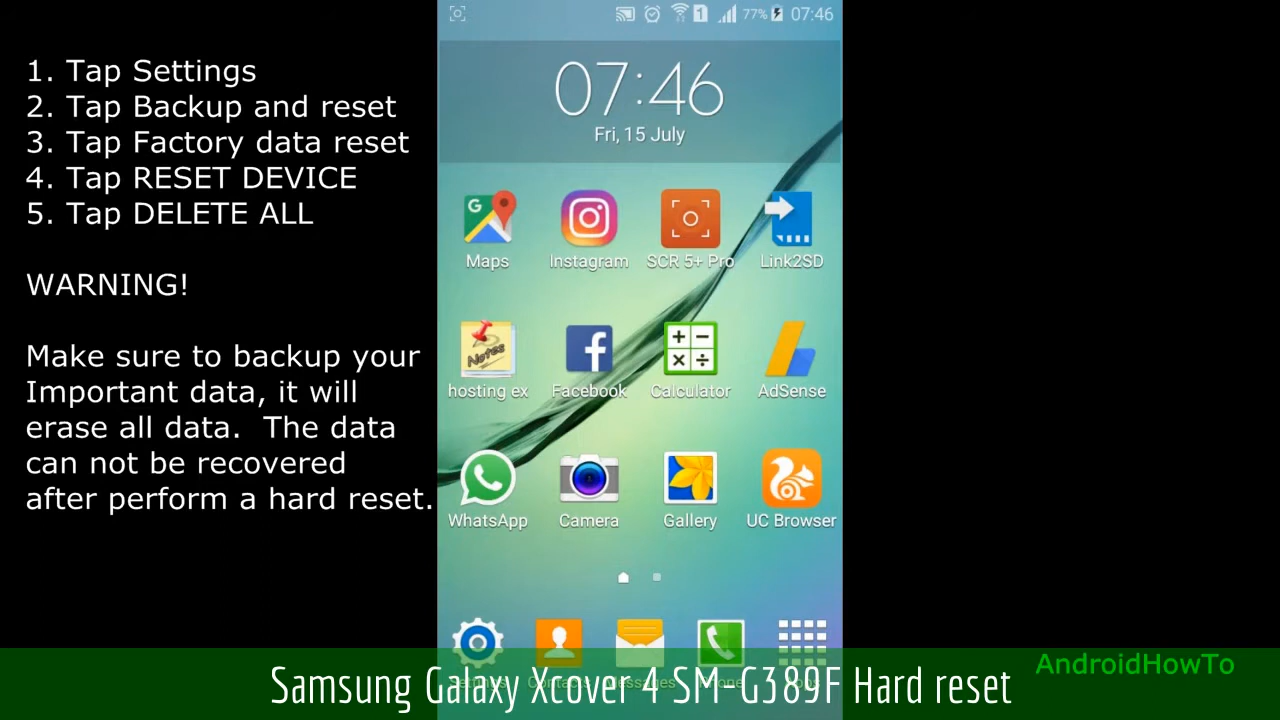 1. Tap Settings
2. Tap Backup and reset
3. Tap Factory data reset
4. Tap RESET DEVICE
5. Tap DELETE ALL
WARNING!
Make sure to backup your
Important data, it will
erase all data. The data
can not be recovered
after perform a hard reset.
1 77% 07:46
07:46
Fri, 15 July
G
Maps Instagram SCR 5+ Pro Link2SD
Notes
hosting ex Facebook Calculator AdSense
WhatsApp Camera Gallery UC Browser
AndroidHowTo
Samsung Galaxy Xcover 4 SM-G389F Hard reset